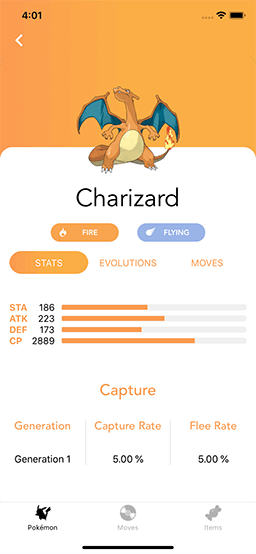 4:01
Charizard
FIRE FLYING
STATS EVOLUTIONS MOVES
STA 186
ATK 223
DEF 173
CP 2889
Capture
Generation Capture Rate Flee Rate
Generation 1 5.00 % 5.00 %
Pokémon Moves Items